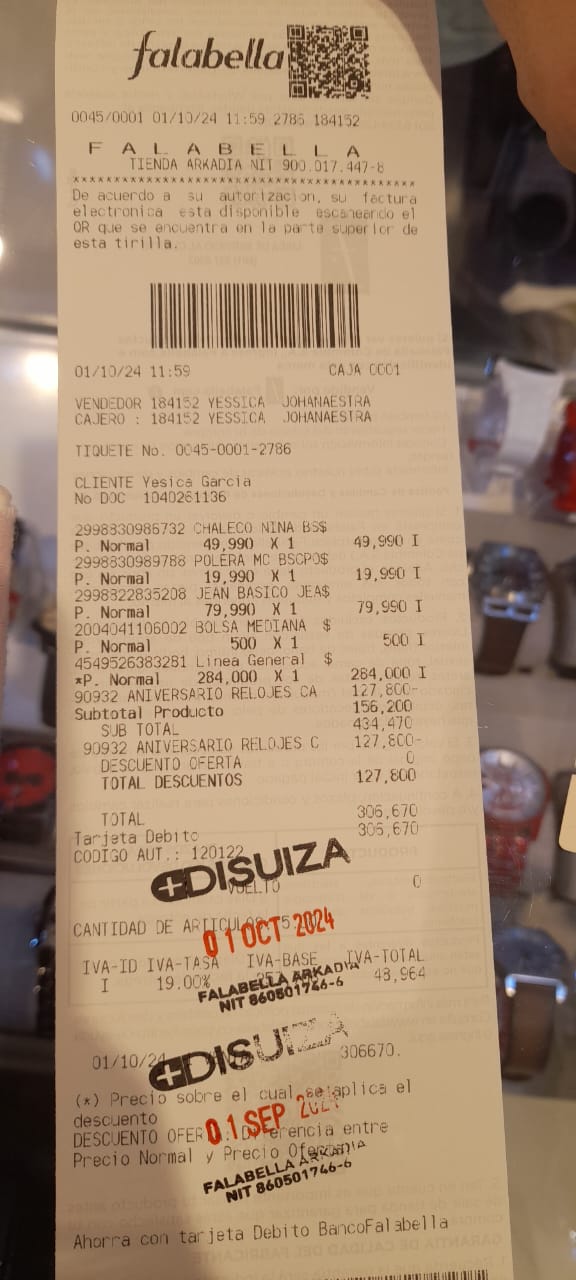 falabella
0045/0001 01/10/24 11:59 2786 184152
F A L A B E L L A
TIENDA ARKADIA NIT 900.017.447-8
De acuerdo a su autorizacion, su factura
electronica esta disponible escaneando el
QR que se encuentra en la parte superior de
esta tirilla.
01/10/24 11:59 CAJA 0001
VENDEDOR 184152 YESSICA JOHANAESTRA
CAJERO : 184152 YESSICA JOHANAESTRA
TIQUETE No. 0045-0001-2786
CLIENTE Yesica Garcia
No DOC 1040261136
2998830986732 CHALECO NINA BS$
P. Normal 49,990 X 1 49,990 I
2998830989788 POLERA MC BSCPO$
P. Normal 19,990 X 1 19,990 I
2998822835208 JEAN BASICO JEA$
P. Normal 79,990 X 1 79,990 I
2004041106002 BOLSA MEDIANA $
P. Normal 500 X 1 500 I
4549526383281 Linea General $
*P. Normal 284,000 X 1 284,000 I
90932 ANIVERSARIO RELOJES CA 127,800-
Subtotal Producto 156,200
SUB TOTAL 434,470
90932 ANIVERSARIO RELOJES C 127,800-
DESCUENTO OFERTA 0
TOTAL DESCUENTOS 127,800
TOTAL 306,670
Tarjeta Debito 306,670
CODIGO AUT.: 120122
DISUIZA
VUELTO 0
CANTIDAD DE ARTICULOS 5
01 OCT 2024
IVA-ID IVA-TASA IVA-BASE IVA-TOTAL
I 19.00% 48,964
FALABELLA ARKADIA
NIT 860501746-6
DISUIZA
01/10/24 306670.
(*) Precio sobre el cual se aplica el
descuento
01 SEP
DESCUENTO OFER : Diferencia entre
Precio Normal y Precio Oferta
FALABELLA ARKADIA
NIT 860501746-6
Ahorra con tarjeta Debito BancoFalabella